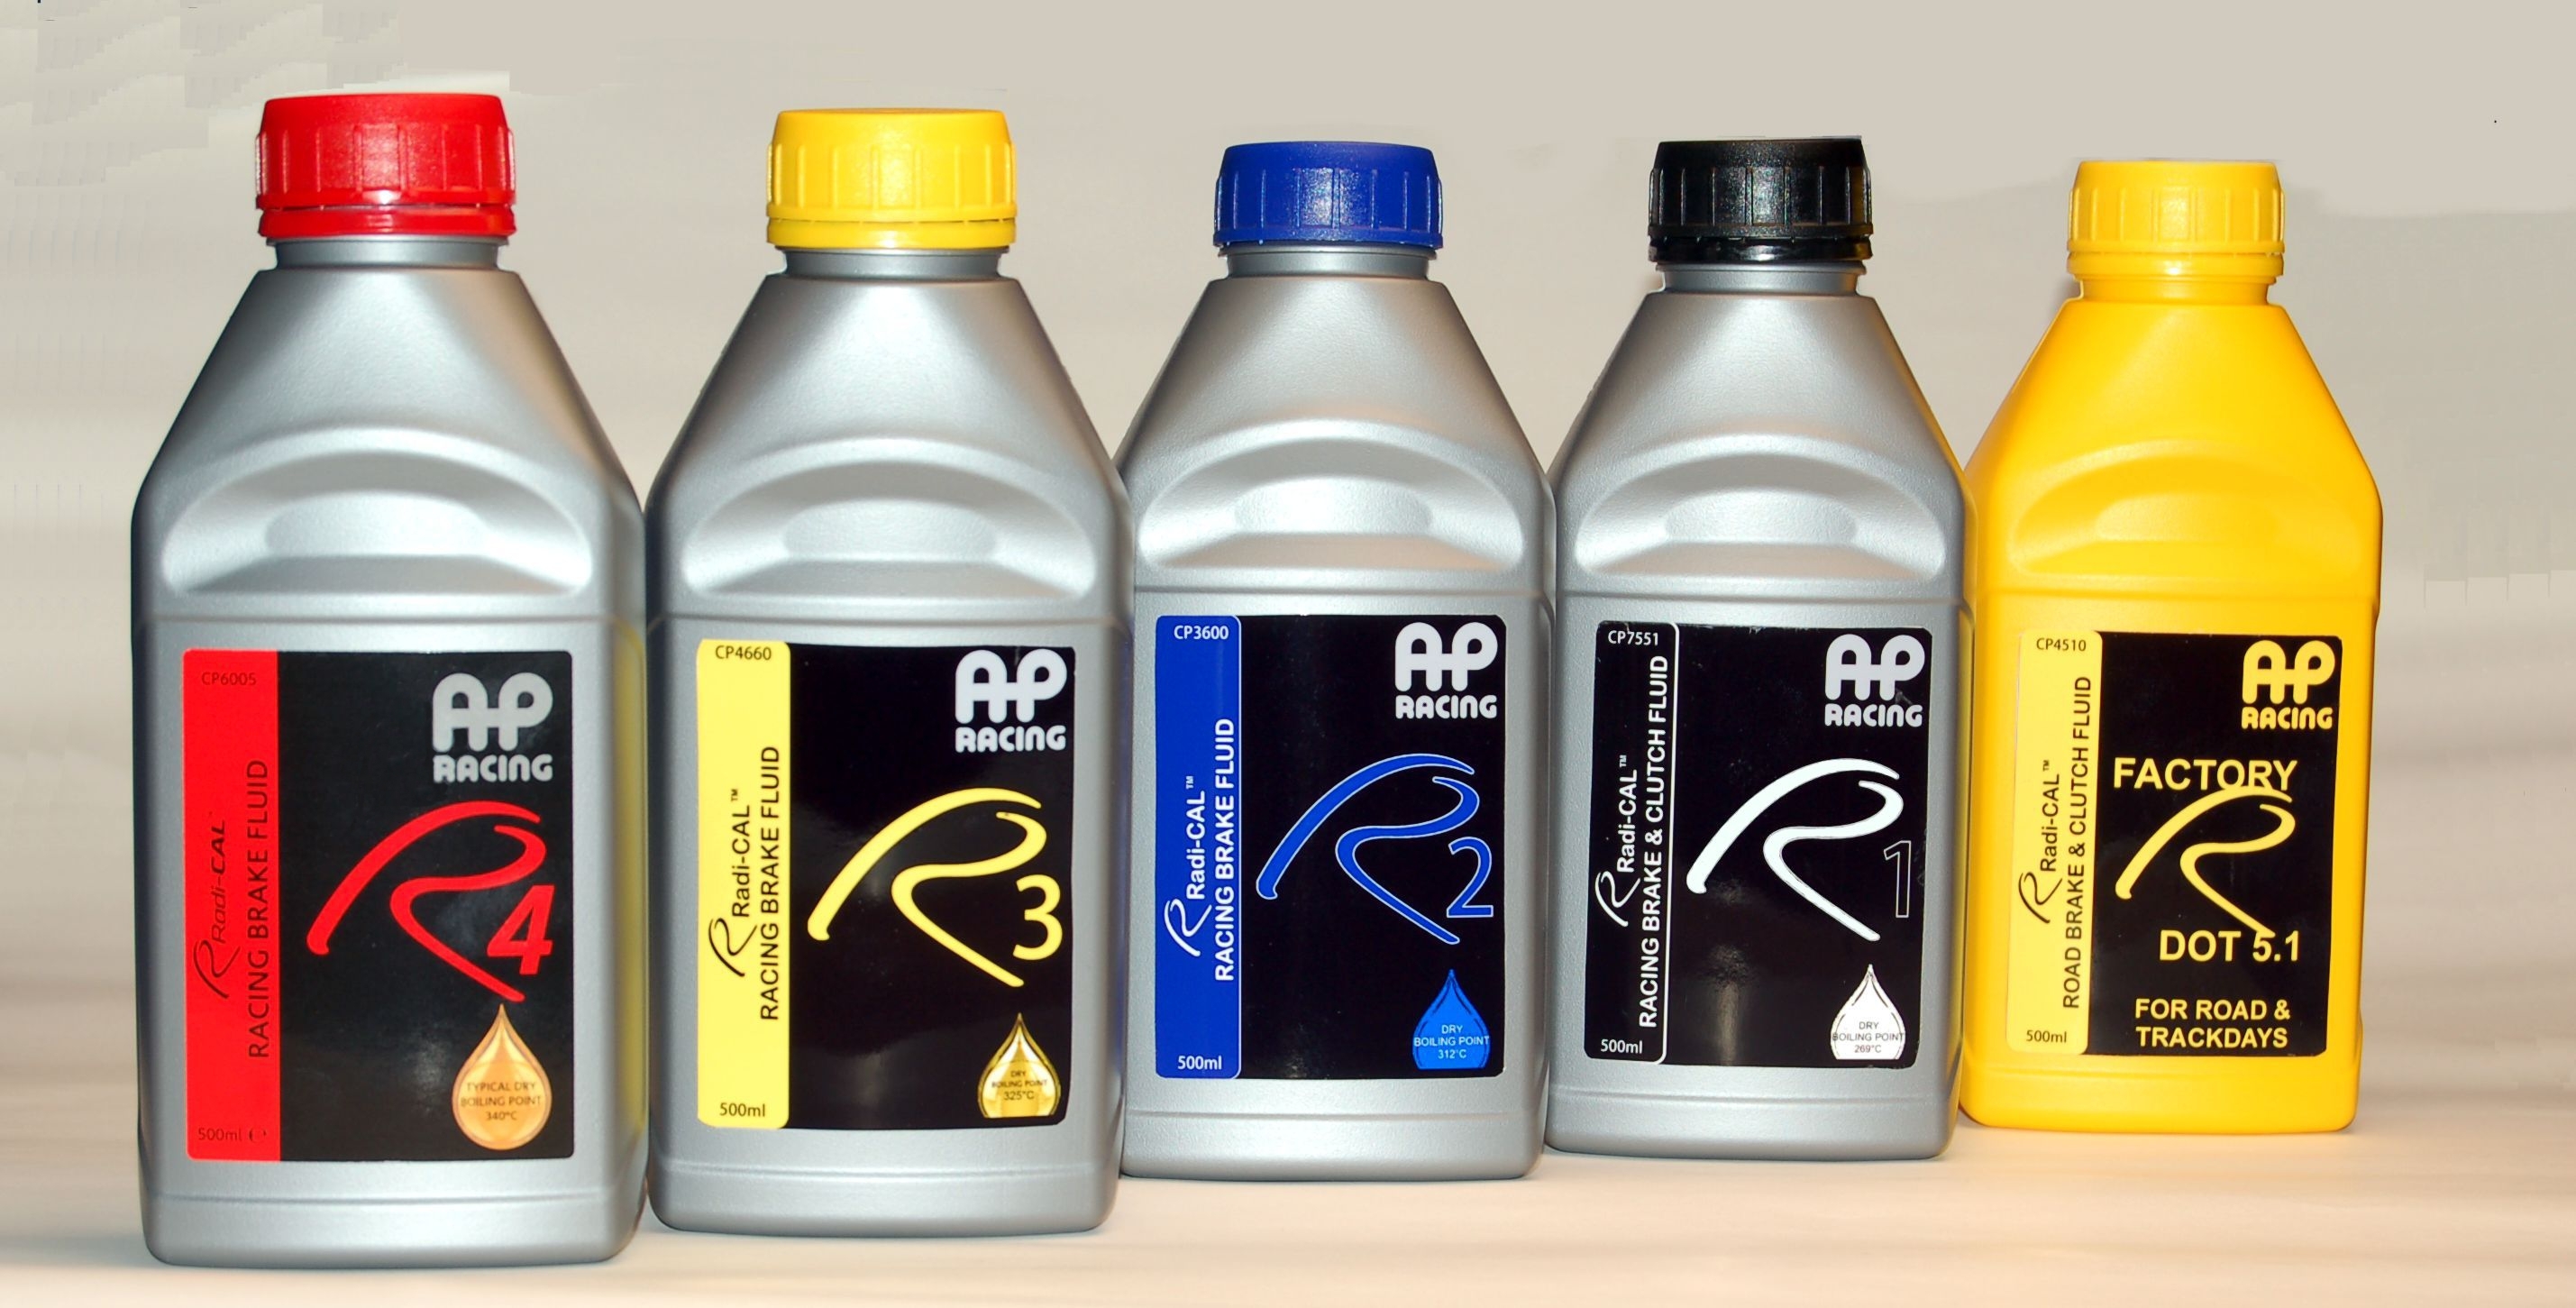 CP6005
AP
RACING
R Radi-CAL
RACING BRAKE FLUID
R4
TYPICAL DRY
BOILING POINT
340°C
500ml ℮
CP4660
AP
RACING
R Radi-CAL™
RACING BRAKE FLUID
R3
DRY
BOILING POINT
325°C
500ml
CP3600
AP
RACING
R Radi-CAL™
RACING BRAKE FLUID
R2
DRY
BOILING POINT
312°C
500ml
CP7551
AP
RACING
R Radi-CAL™
RACING BRAKE & CLUTCH FLUID
R1
DRY
BOILING POINT
269°C
500ml
CP4510
AP
RACING
R Radi-CAL™
ROAD BRAKE & CLUTCH FLUID
FACTORY
R
DOT 5.1
FOR ROAD &
TRACKDAYS
500ml